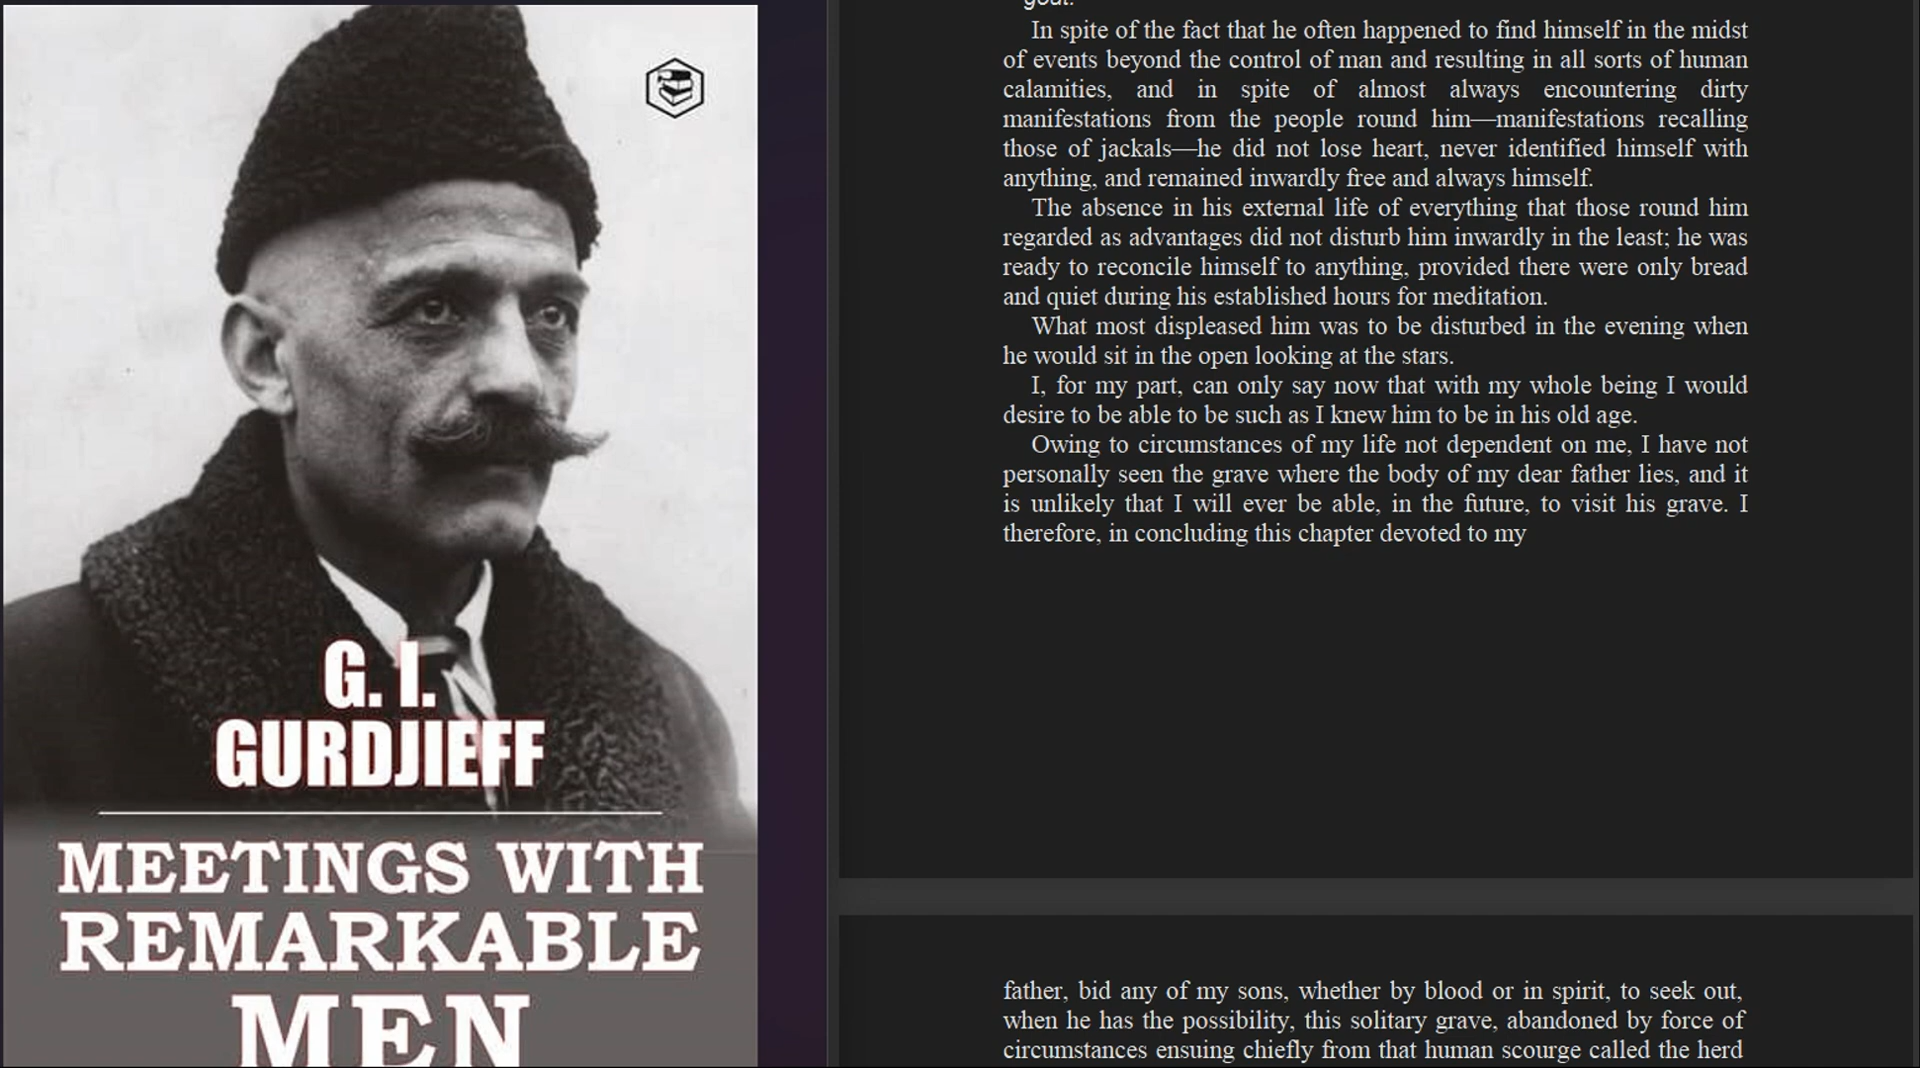 G. I.
GURDJIEFF
MEETINGS WITH
REMARKABLE
MEN
gout.
In spite of the fact that he often happened to find himself in the midst
of events beyond the control of man and resulting in all sorts of human
calamities, and in spite of almost always encountering dirty
manifestations from the people round him—manifestations recalling
those of jackals—he did not lose heart, never identified himself with
anything, and remained inwardly free and always himself.
The absence in his external life of everything that those round him
regarded as advantages did not disturb him inwardly in the least; he was
ready to reconcile himself to anything, provided there were only bread
and quiet during his established hours for meditation.
What most displeased him was to be disturbed in the evening when
he would sit in the open looking at the stars.
I, for my part, can only say now that with my whole being I would
desire to be able to be such as I knew him to be in his old age.
Owing to circumstances of my life not dependent on me, I have not
personally seen the grave where the body of my dear father lies, and it
is unlikely that I will ever be able, in the future, to visit his grave. I
therefore, in concluding this chapter devoted to my
father, bid any of my sons, whether by blood or in spirit, to seek out,
when he has the possibility, this solitary grave, abandoned by force of
circumstances ensuing chiefly from that human scourge called the herd